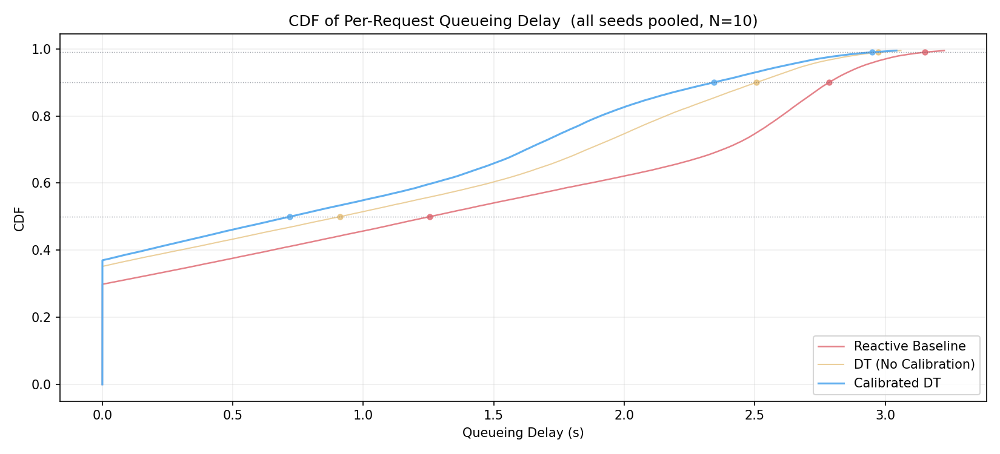 CDF of Per-Request Queueing Delay  (all seeds pooled, N=10)
CDF
1.0
0.8
0.6
0.4
0.2
0.0
0.0
0.5
1.0
1.5
2.0
2.5
3.0
Queueing Delay (s)
Reactive Baseline
DT (No Calibration)
Calibrated DT